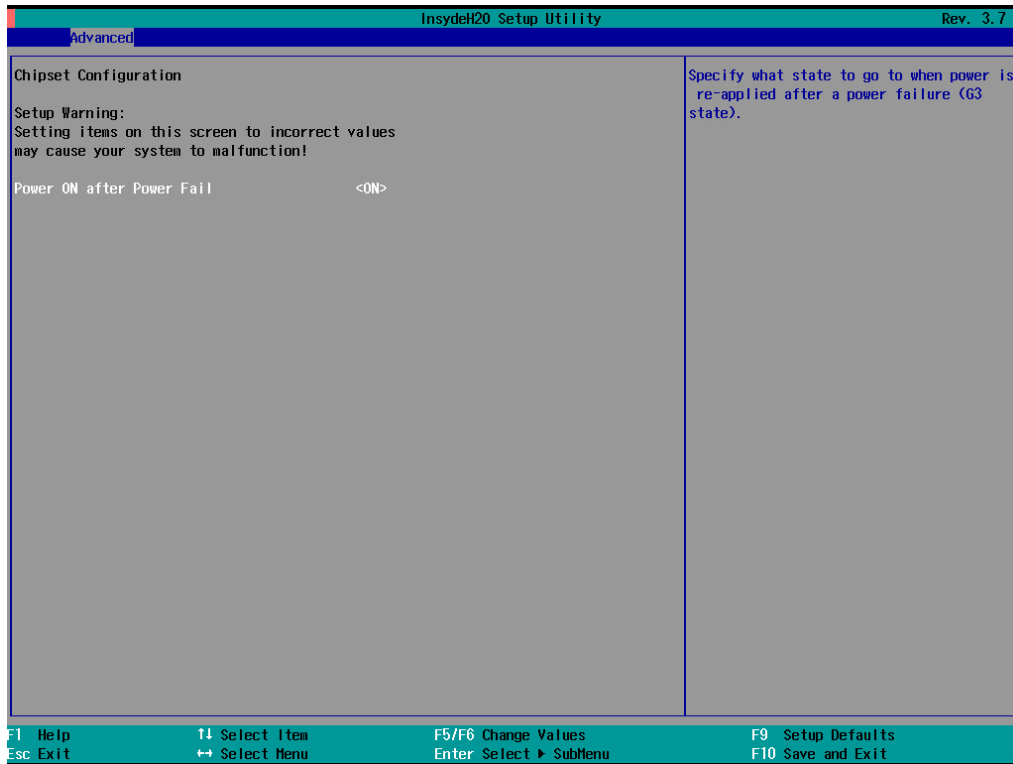 InsydeH20 Setup Utility Rev. 3.7
Advanced
Chipset Configuration
Setup Warning:
Setting items on this screen to incorrect values
may cause your system to malfunction!
Power ON after Power Fail <ON>
Specify what state to go to when power is
re-applied after a power failure (G3
state).
F1 Help ↑↓ Select Item F5/F6 Change Values F9 Setup Defaults
Esc Exit ↔ Select Menu Enter Select ▶ SubMenu F10 Save and Exit